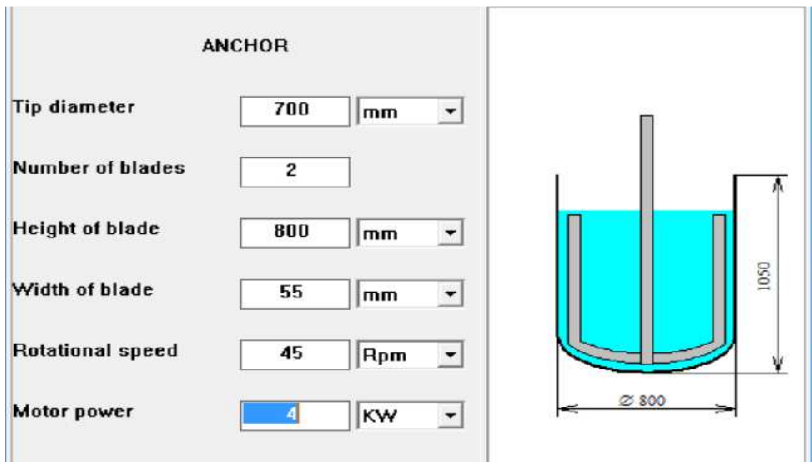 ANCHOR
Tip diameter 700 mm
Number of blades 2
Height of blade 800 mm
Width of blade 55 mm
Rotational speed 45 Rpm
Motor power 4 KW
1050
Ø 800